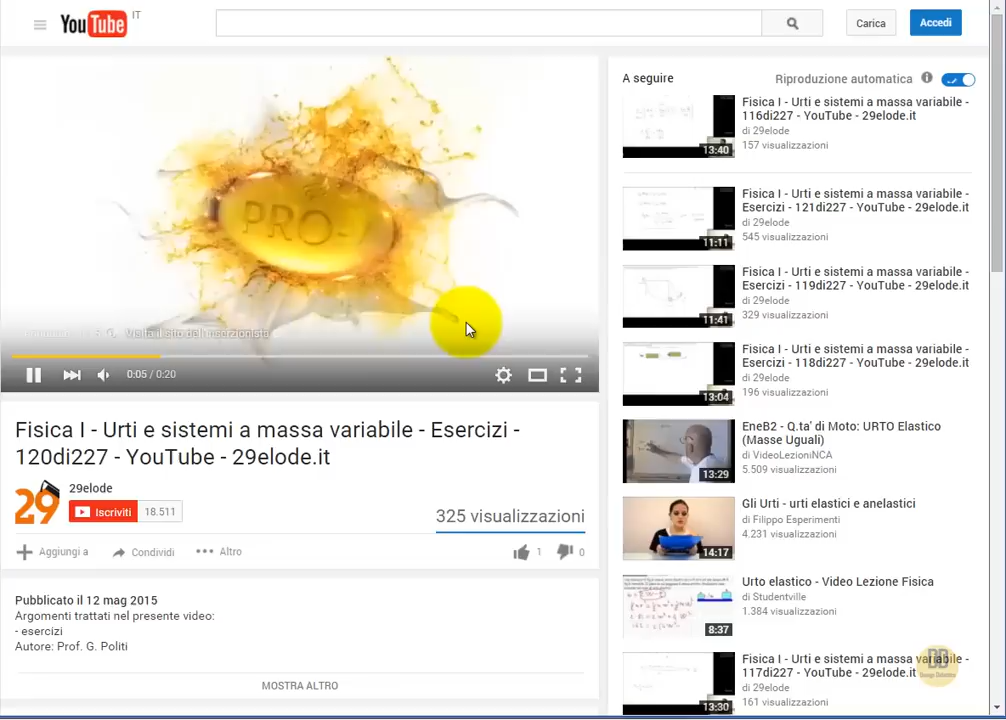 YouTube IT
Carica
Accedi
PRO-
Visita il sito dell'inserzionista
0:05 / 0:20
Fisica I - Urti e sistemi a massa variabile - Esercizi -
120di227 - YouTube - 29elode.it
29
29elode
Iscriviti 18.511
325 visualizzazioni
Aggiungi a Condividi Altro
1 0
Pubblicato il 12 mag 2015
Argomenti trattati nel presente video:
- esercizi
Autore: Prof. G. Politi
MOSTRA ALTRO
A seguire
Riproduzione automatica
13:40
Fisica I - Urti e sistemi a massa variabile -
116di227 - YouTube - 29elode.it
di 29elode
157 visualizzazioni
11:11
Fisica I - Urti e sistemi a massa variabile -
Esercizi - 121di227 - YouTube - 29elode.it
di 29elode
545 visualizzazioni
11:41
Fisica I - Urti e sistemi a massa variabile -
Esercizi - 119di227 - YouTube - 29elode.it
di 29elode
329 visualizzazioni
13:04
Fisica I - Urti e sistemi a massa variabile -
Esercizi - 118di227 - YouTube - 29elode.it
di 29elode
196 visualizzazioni
13:29
EneB2 - Q.ta' di Moto: URTO Elastico
(Masse Uguali)
di VideoLezioniNCA
5.509 visualizzazioni
14:17
Gli Urti - urti elastici e anelastici
di Filippo Esperimenti
4.231 visualizzazioni
8:37
Urto elastico - Video Lezione Fisica
di Studentville
1.384 visualizzazioni
13:30
Fisica I - Urti e sistemi a massa variabile -
117di227 - YouTube - 29elode.it
di 29elode
161 visualizzazioni